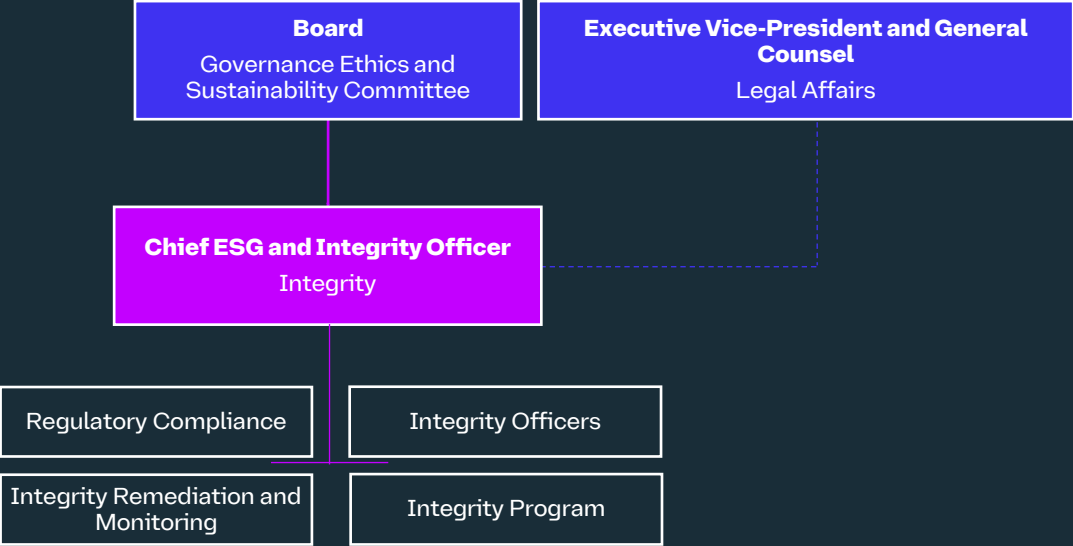 Board
Governance Ethics and
Sustainability Committee
Executive Vice-President and General
Counsel
Legal Affairs
Chief ESG and Integrity Officer
Integrity
Regulatory Compliance
Integrity Officers
Integrity Remediation and
Monitoring
Integrity Program